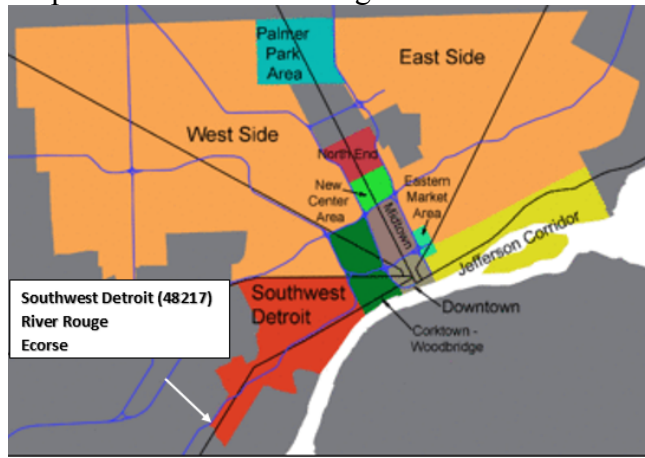 Palmer
Park
Area
East Side
West Side
North End
New
Center
Area
Eastern
Market
Area
Midtown
Jefferson Corridor
Southwest
Detroit
Downtown
Corktown -
Woodbridge
Southwest Detroit (48217)
River Rouge
Ecorse